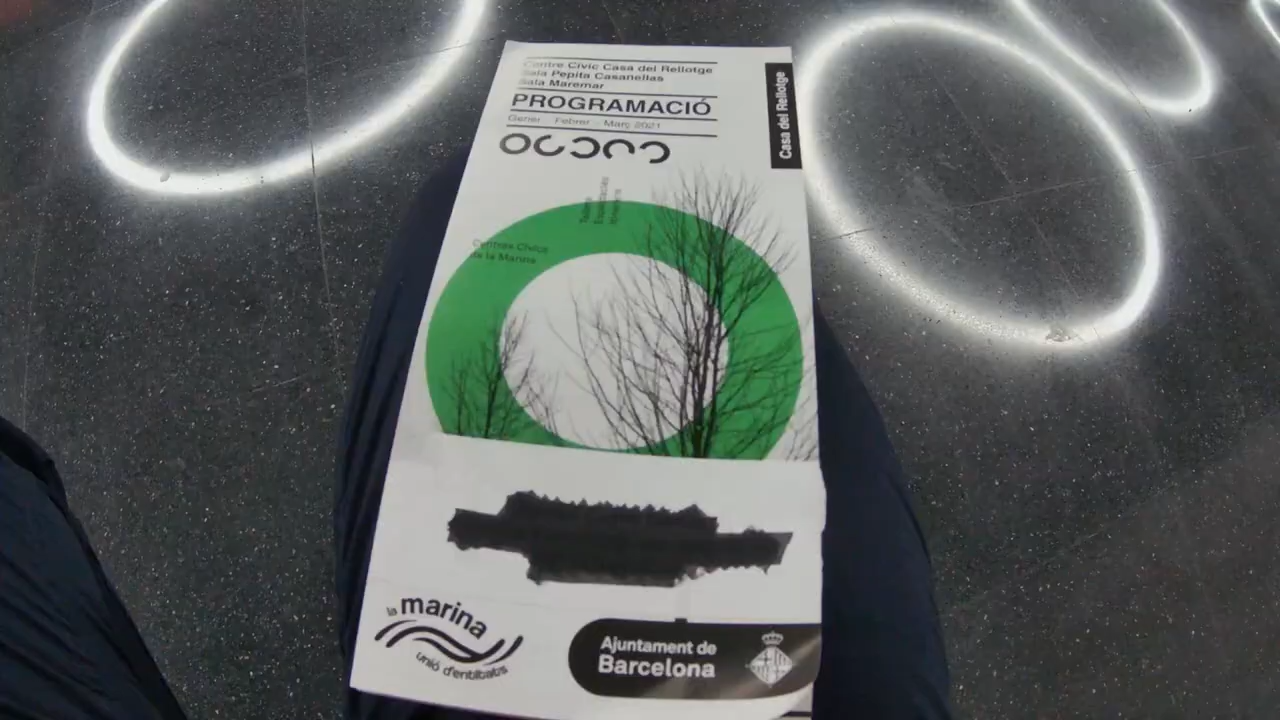 Centre Cívic Casa del Rellotge
Sala Pepita Casanellas
Sala Maremar
PROGRAMACIÓ
Gener - Febrer - Març 2021
Casa del Rellotge
Centres Cívics
de la Marina
la marina
unió d'entitats
Ajuntament de
Barcelona